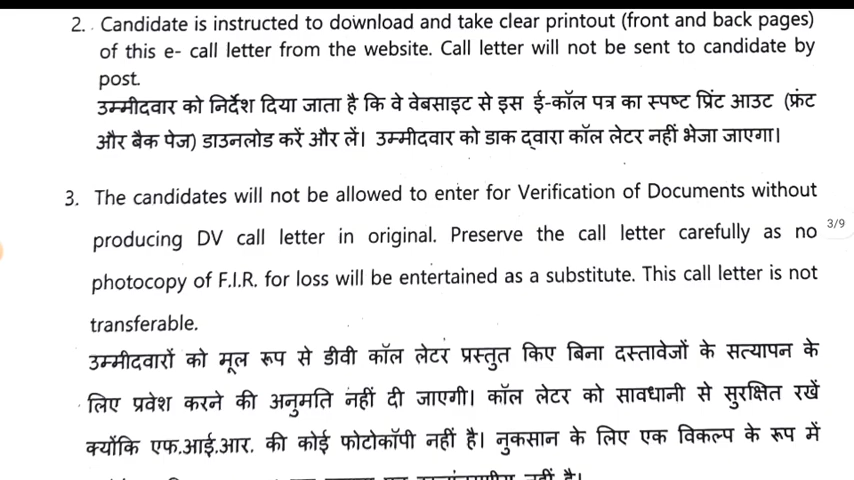 2. Candidate is instructed to download and take clear printout (front and back pages)
of this e- call letter from the website. Call letter will not be sent to candidate by
post.
उम्मीदवार को निर्देश दिया जाता है कि वे वेबसाइट से इस ई-कॉल पत्र का स्पष्ट प्रिंट आउट (फ्रंट
और बैक पेज) डाउनलोड करें और लें। उम्मीदवार को डाक द्वारा कॉल लेटर नहीं भेजा जाएगा।
3. The candidates will not be allowed to enter for Verification of Documents without
producing DV call letter in original. Preserve the call letter carefully as no
3/9
photocopy of F.I.R. for loss will be entertained as a substitute. This call letter is not
transferable.
उम्मीदवारों को मूल रूप से डीवी कॉल लेटर प्रस्तुत किए बिना दस्तावेजों के सत्यापन के
लिए प्रवेश करने की अनुमति नहीं दी जाएगी। कॉल लेटर को सावधानी से सुरक्षित रखें
क्योंकि एफ.आई.आर. की कोई फोटोकॉपी नहीं है। नुकसान के लिए एक विकल्प के रूप में
नहीं है।